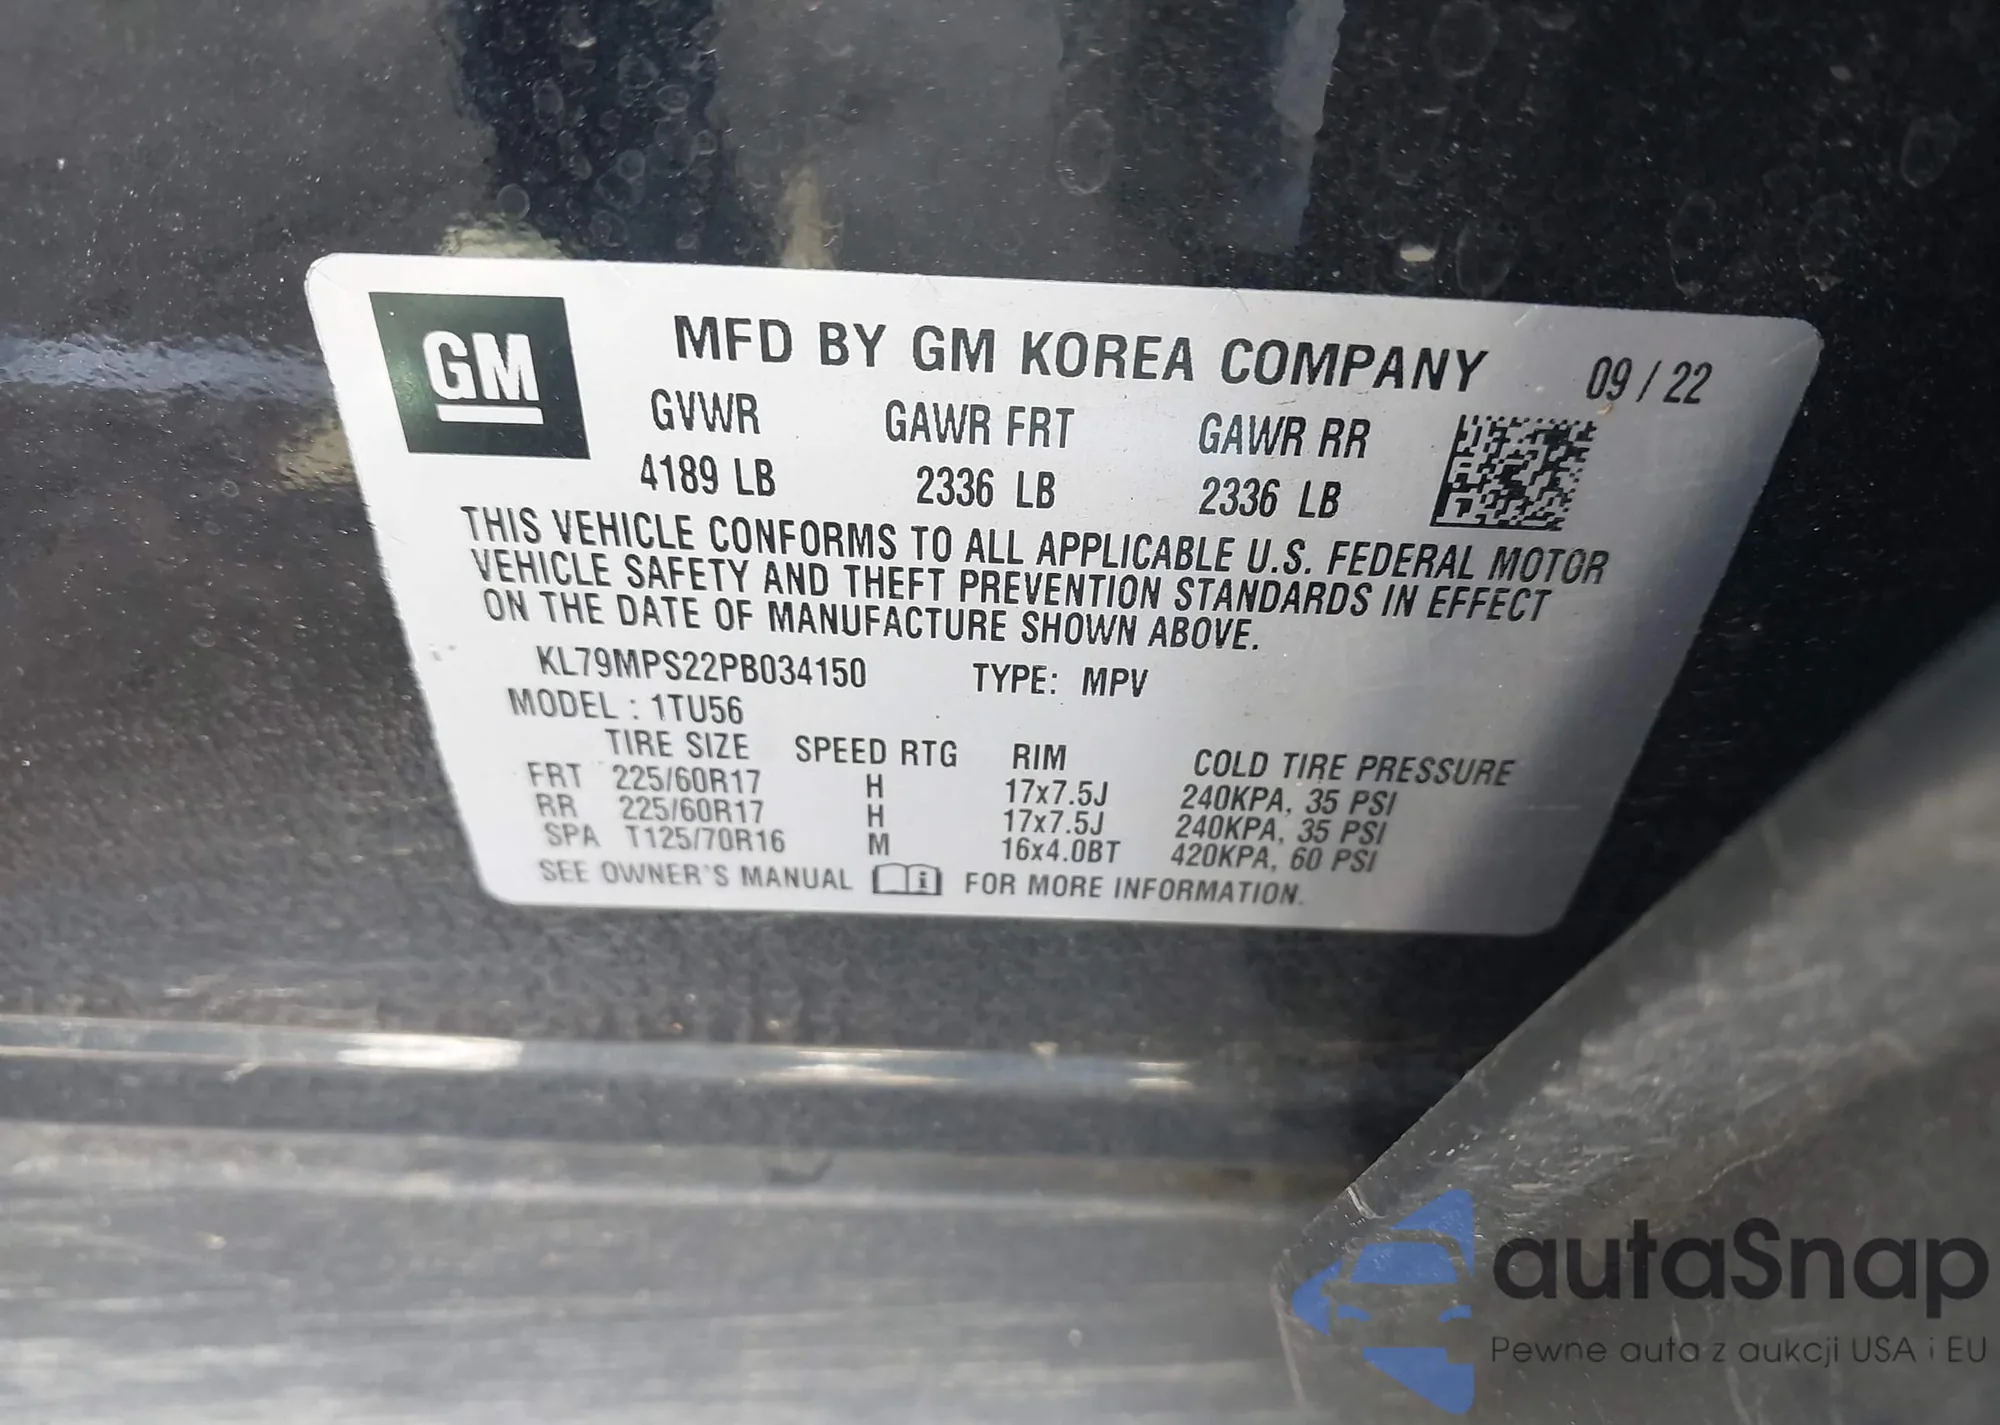 GM
MFD BY GM KOREA COMPANY 09 / 22
GVWR GAWR FRT GAWR RR
4189 LB 2336 LB 2336 LB
THIS VEHICLE CONFORMS TO ALL APPLICABLE U.S. FEDERAL MOTOR
VEHICLE SAFETY AND THEFT PREVENTION STANDARDS IN EFFECT
ON THE DATE OF MANUFACTURE SHOWN ABOVE.
KL79MPS22PB034150 TYPE: MPV
MODEL : 1TU56
TIRE SIZE SPEED RTG RIM COLD TIRE PRESSURE
FRT 225/60R17 H 17x7.5J 240KPA, 35 PSI
RR 225/60R17 H 17x7.5J 240KPA, 35 PSI
SPA T125/70R16 M 16x4.0BT 420KPA, 60 PSI
SEE OWNER'S MANUAL FOR MORE INFORMATION.
autaSnap
Pewne auta z aukcji USA i EU